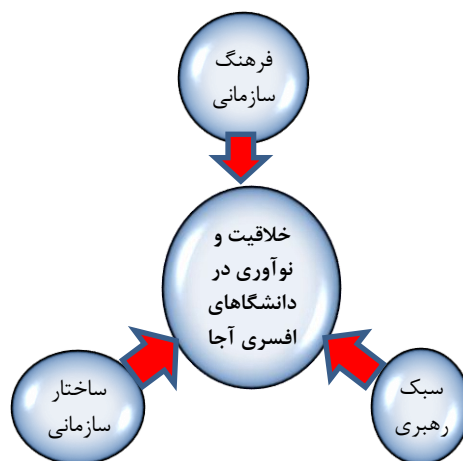 فرهنگ
سازمانی
خلاقیت و
نوآوری در
دانشگاهای
افسری آجا
سبک
رهبری
ساختار
سازمانی